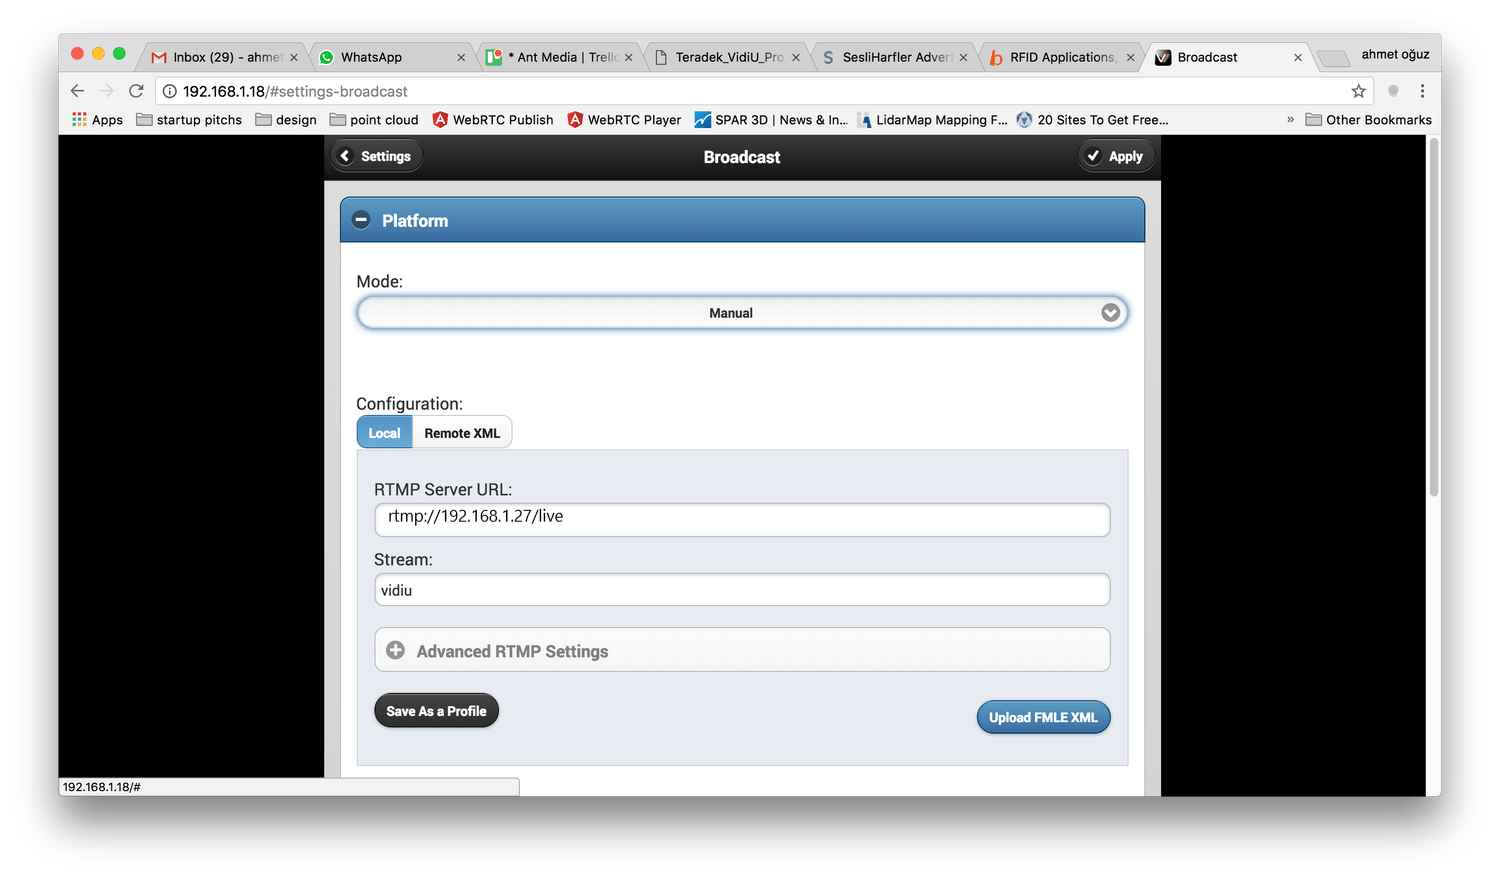 Inbox (29) - ahmet WhatsApp * Ant Media | Trello Teradek_VidiU_Pro SesliHarfler Advert RFID Applications, Broadcast ahmet oğuz
192.168.1.18/#settings-broadcast
Apps startup pitchs design point cloud WebRTC Publish WebRTC Player SPAR 3D | News & In... LidarMap Mapping F... 20 Sites To Get Free... » Other Bookmarks
Settings Broadcast Apply
Platform
Mode:
Manual
Configuration:
Local Remote XML
RTMP Server URL:
rtmp://192.168.1.27/live
Stream:
vidiu
Advanced RTMP Settings
Save As a Profile Upload FMLE XML
192.168.1.18/#